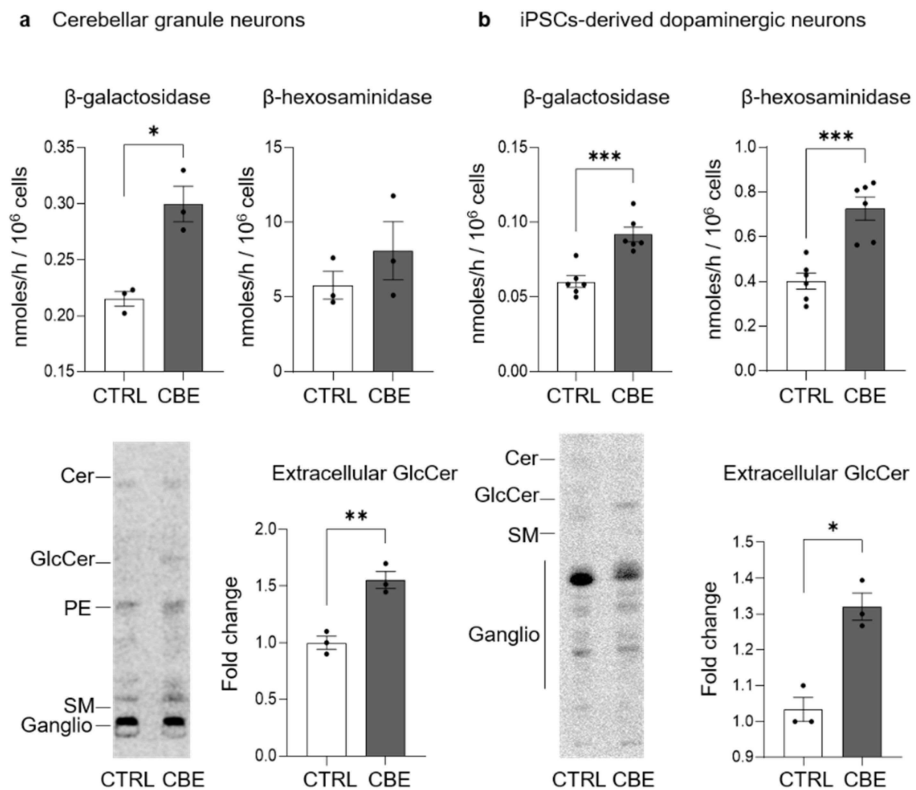 a Cerebellar granule neurons
β-galactosidase
β-hexosaminidase
nmoles/h / 10⁶ cells
0.35
0.30
0.25
0.20
0.15
*
CTRL CBE
nmoles/h / 10⁶ cells
15
10
5
0
CTRL CBE
Cer
GlcCer
PE
SM
Ganglio
CTRL CBE
Extracellular GlcCer
Fold change
2.0
1.5
1.0
0.5
0.0
**
CTRL CBE
b iPSCs-derived dopaminergic neurons
β-galactosidase
β-hexosaminidase
nmoles/h / 10⁶ cells
0.15
0.10
0.05
0.00
***
CTRL CBE
nmoles/h / 10⁶ cells
1.0
0.8
0.6
0.4
0.2
0.0
***
CTRL CBE
Cer
GlcCer
SM
Ganglio
CTRL CBE
Extracellular GlcCer
Fold change
1.5
1.4
1.3
1.2
1.1
1.0
0.9
*
CTRL CBE